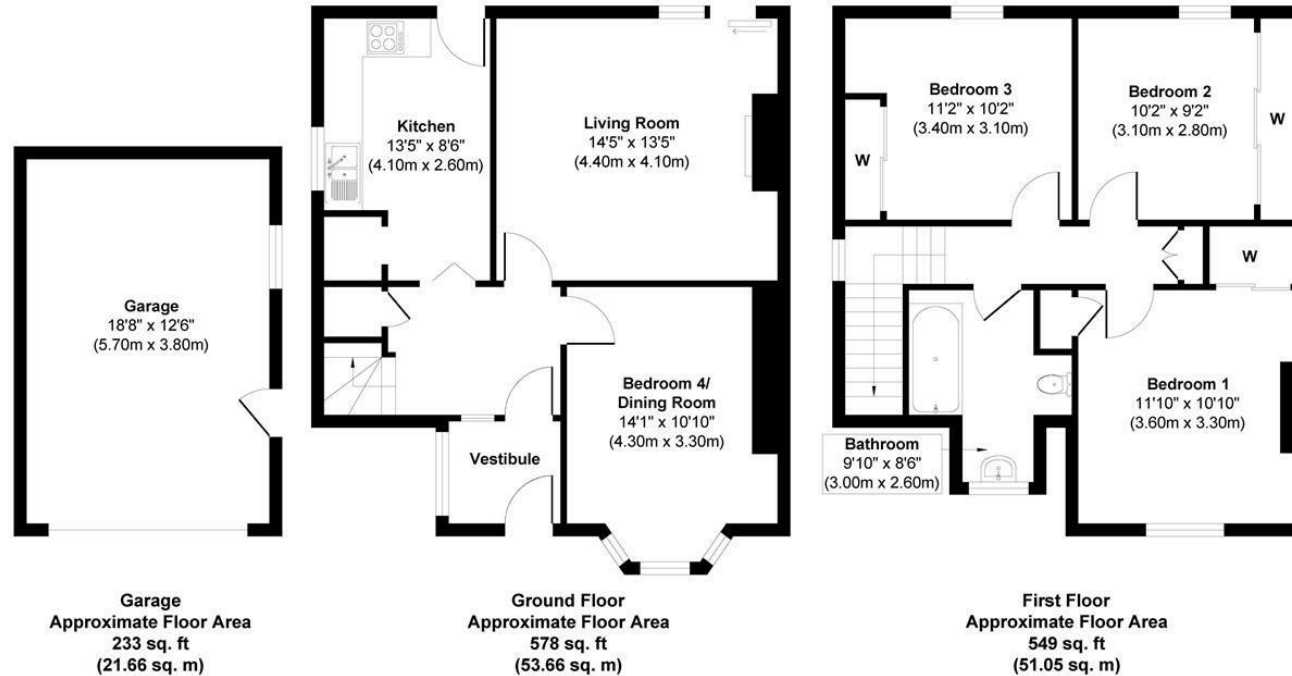 Garage
18'8" x 12'6"
(5.70m x 3.80m)
Kitchen
13'5" x 8'6"
(4.10m x 2.60m)
Living Room
14'5" x 13'5"
(4.40m x 4.10m)
Bedroom 4/
Dining Room
14'1" x 10'10"
(4.30m x 3.30m)
Vestibule
Bedroom 3
11'2" x 10'2"
(3.40m x 3.10m)
Bedroom 2
10'2" x 9'2"
(3.10m x 2.80m)
W
W
W
Bedroom 1
11'10" x 10'10"
(3.60m x 3.30m)
Bathroom
9'10" x 8'6"
(3.00m x 2.60m)
Garage
Approximate Floor Area
233 sq. ft
(21.66 sq. m)
Ground Floor
Approximate Floor Area
578 sq. ft
(53.66 sq. m)
First Floor
Approximate Floor Area
549 sq. ft
(51.05 sq. m)